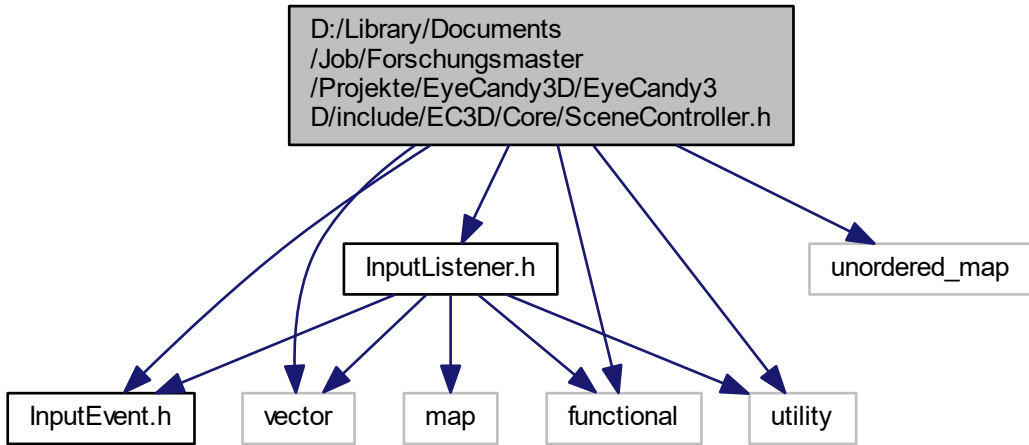 D:/Library/Documents
/Job/Forschungsmaster
/Projekte/EyeCandy3D/EyeCandy3
D/include/EC3D/Core/SceneController.h
InputListener.h
unordered_map
InputEvent.h
vector
map
functional
utility